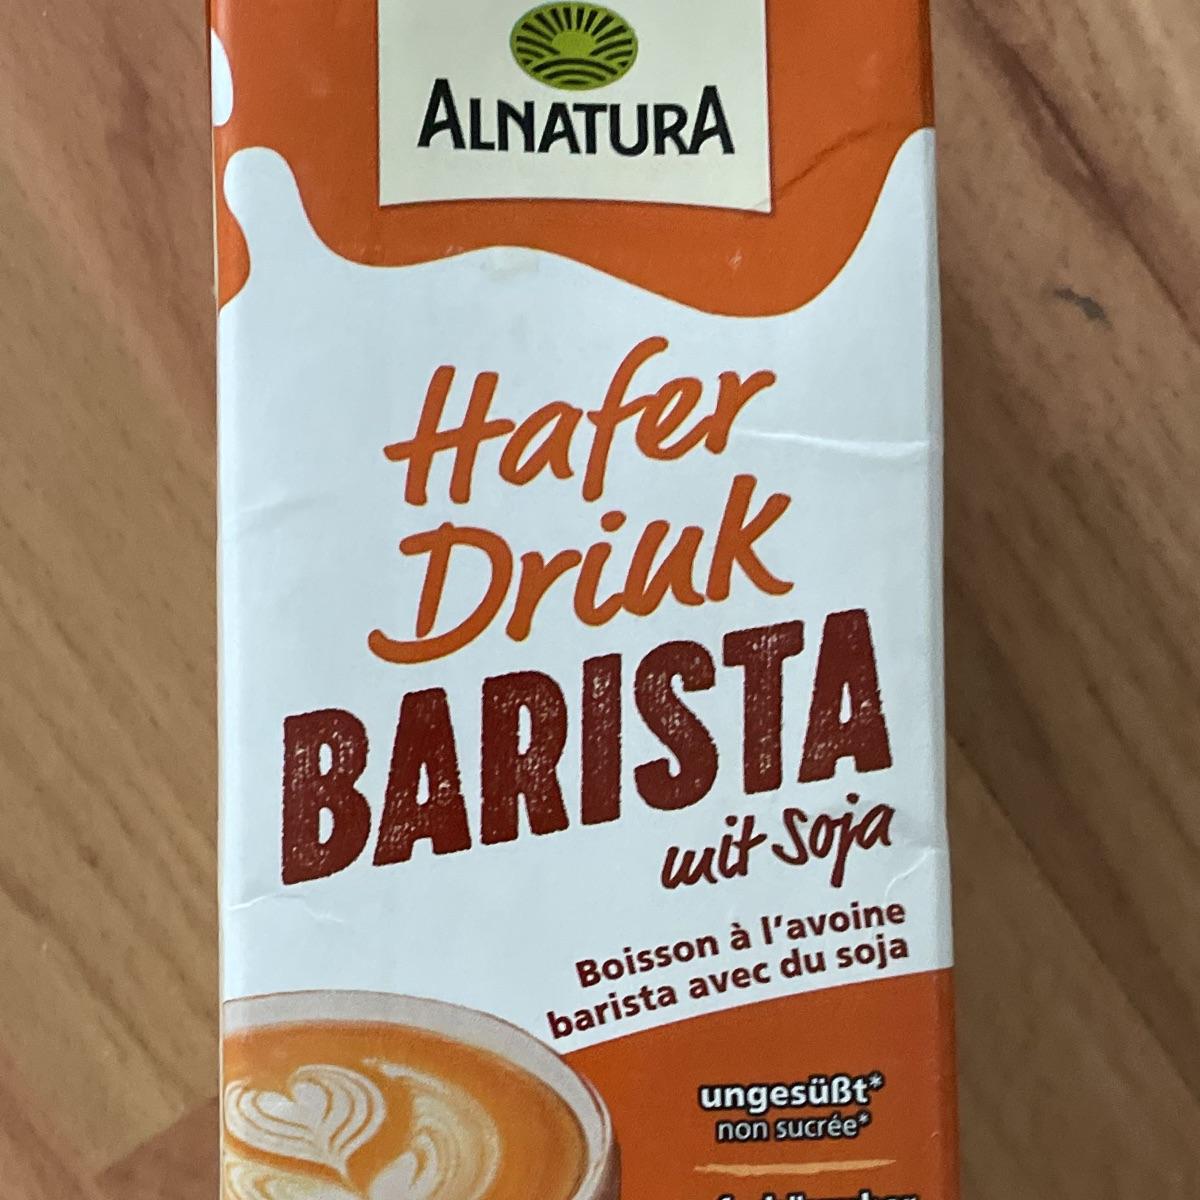 ALNATURA
Hafer
Drink
BARISTA
mit Soja
Boisson à l'avoine
barista avec du soja
ungesüßt*
non sucrée*